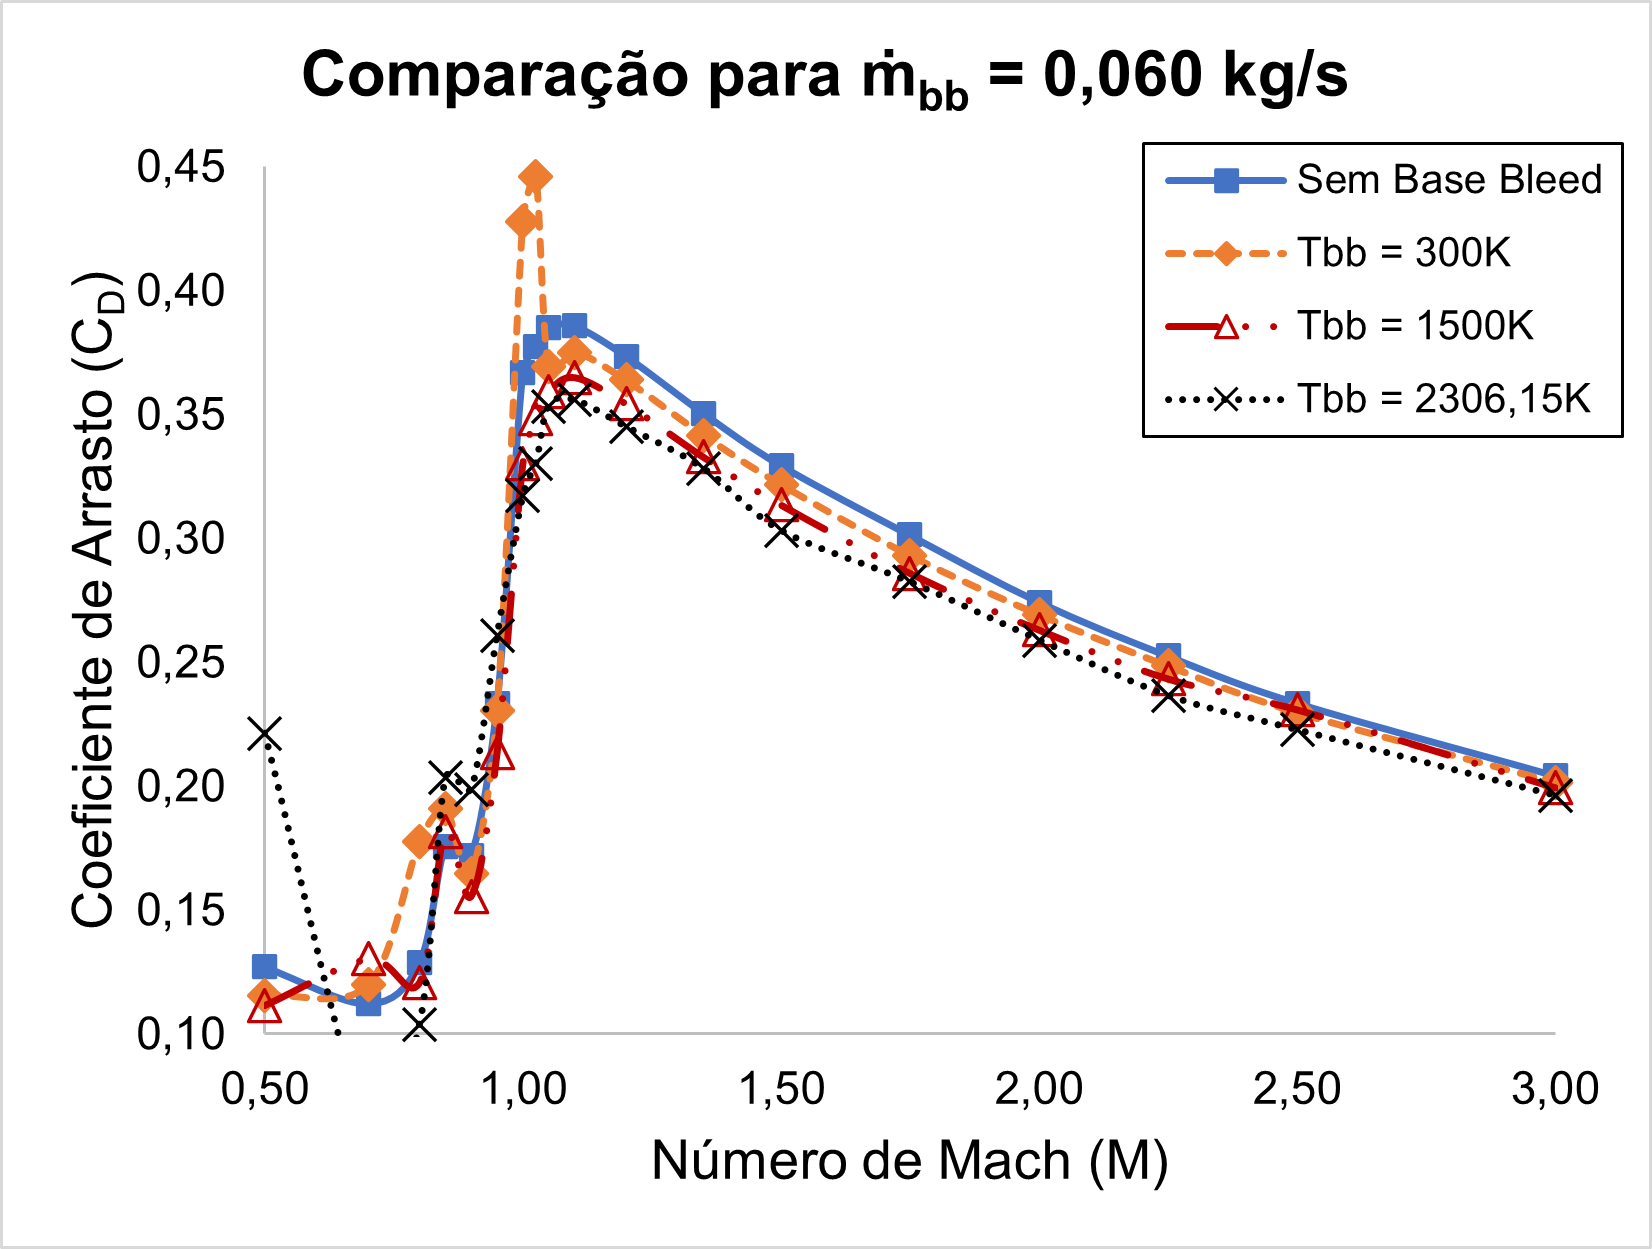 Comparação para ṁbb = 0,060 kg/s
Sem Base Bleed
Tbb = 300K
Tbb = 1500K
Tbb = 2306,15K
Coeficiente de Arrasto (CD)
0,45
0,40
0,35
0,30
0,25
0,20
0,15
0,10
0,50 1,00 1,50 2,00 2,50 3,00
Número de Mach (M)